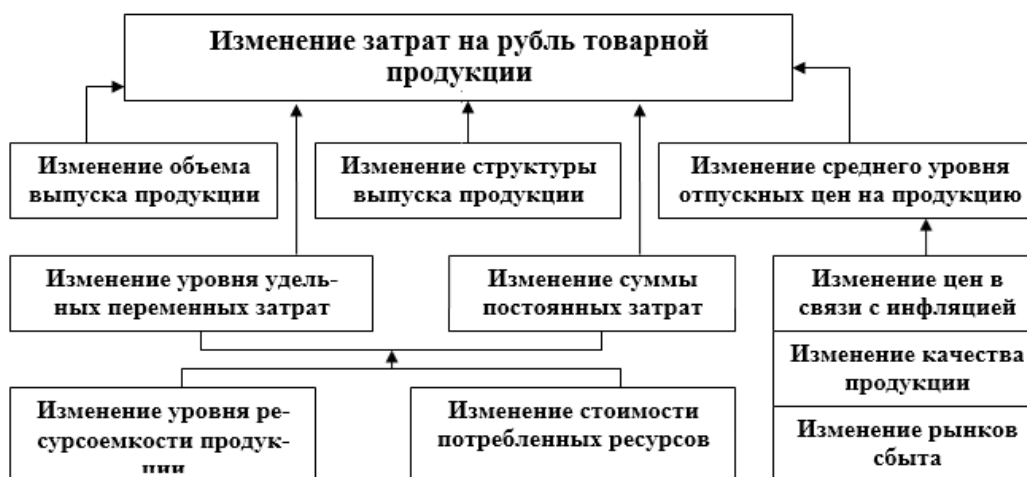 Изменение затрат на рубль товарной
продукции
Изменение объема
выпуска продукции
Изменение структуры
выпуска продукции
Изменение среднего уровня
отпускных цен на продукцию
Изменение уровня удель-
ных переменных затрат
Изменение суммы
постоянных затрат
Изменение цен в
связи с инфляцией
Изменение качества
продукции
Изменение рынков
сбыта
Изменение уровня ре-
сурсоемкости продук-
ции
Изменение стоимости
потребленных ресурсов